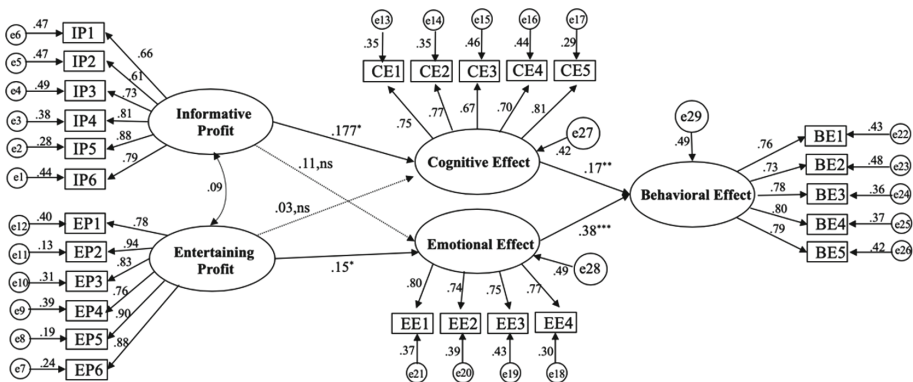 e6 .47 IP1
.66
e5 .47 IP2
.61
e4 .49 IP3
.73
e3 .38 IP4
.81
e2 .28 IP5
.88
e1 .44 IP6
.79
Informative
Profit
.09
e12 .40 EP1
.78
e11 .13 EP2
.94
e10 .31 EP3
.83
e9 .39 EP4
.76
e8 .19 EP5
.90
e7 .24 EP6
.88
Entertaining
Profit
.177*
.11,ns
.03,ns
.15*
e13 e14 e15 e16 e17
.35 .35 .46 .44 .29
CE1 CE2 CE3 CE4 CE5
.75 .77 .67 .70 .81
Cognitive Effect
e27
.42
Emotional Effect
e28
.49
.80 .74 .75 .77
EE1 EE2 EE3 EE4
.37 .39 .43 .30
e21 e20 e19 e18
.17**
.38***
e29
.49
Behavioral Effect
.76 BE1 .43 e22
.73 BE2 .48 e23
.78 BE3 .36 e24
.80 BE4 .37 e25
.79 BE5 .42 e26